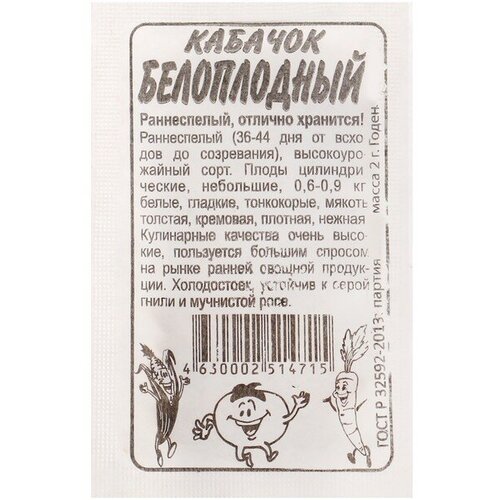 КАБАЧОК
БЕЛОПЛОДНЫЙ
Раннеспелый, отлично хранится!
Раннеспелый (36-44 дня от всхо
дов до созревания), высокоуро
жайный сорт. Плоды цилиндри
ческие, небольшие, 0,6-0,9 кг
белые, гладкие, тонкокорые, мякоть
толстая, кремовая, плотная, нежная
Кулинарные качества очень высо-
кие, пользуется большим спросом
на рынке ранней овощной продук-
ции. Холодостоек, устойчив к серой
гнили и мучнистой росе.
4 630002 514715
ГОСТ Р 32592-2013; партия масса 2 г. Годен